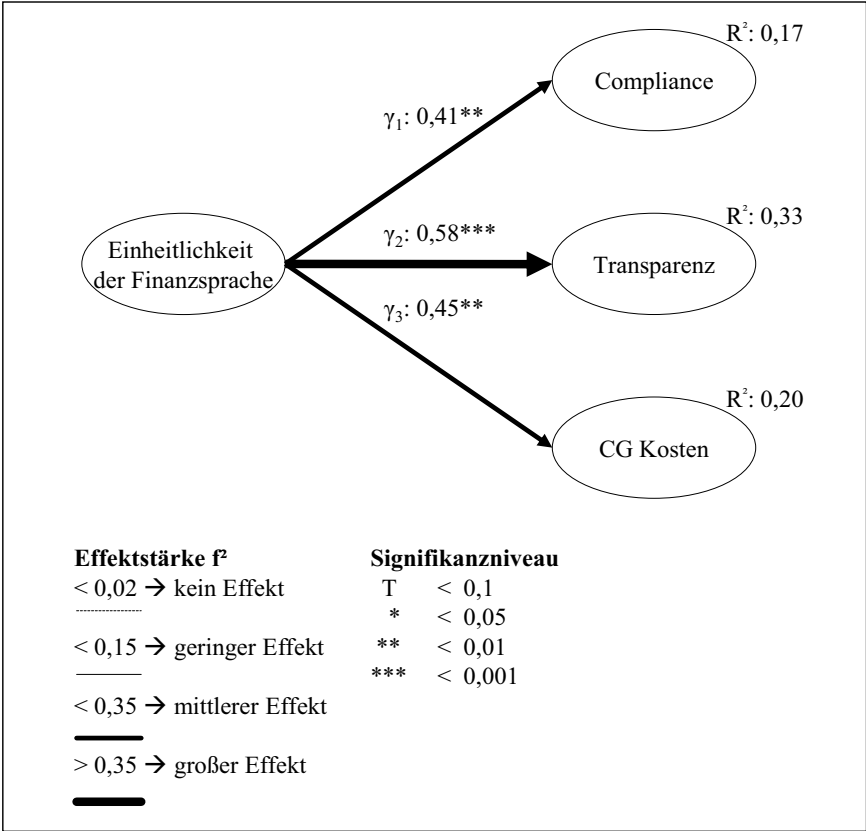 R²: 0,17
Compliance
γ₁: 0,41**
R²: 0,33
Einheitlichkeit
der Finanzsprache
γ₂: 0,58***
Transparenz
γ₃: 0,45**
R²: 0,20
CG Kosten
Effektstärke f²
< 0,02 → kein Effekt
< 0,15 → geringer Effekt
< 0,35 → mittlerer Effekt
> 0,35 → großer Effekt
Signifikanzniveau
T < 0,1
* < 0,05
** < 0,01
*** < 0,001